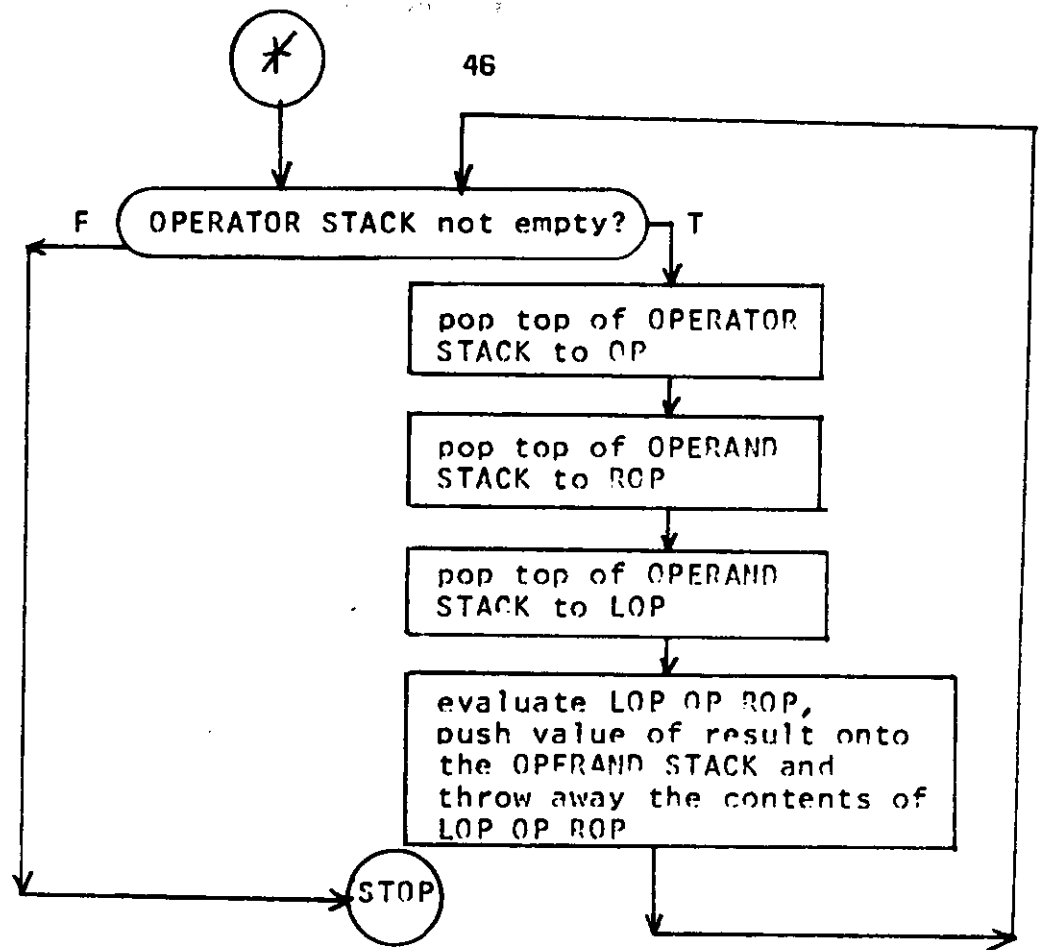 *
46
F
OPERATOR STACK not empty?
T
pop top of OPERATOR
STACK to OP
pop top of OPERAND
STACK to ROP
pop top of OPERAND
STACK to LOP
evaluate LOP OP ROP,
push value of result onto
the OPERAND STACK and
throw away the contents of
LOP OP ROP
STOP